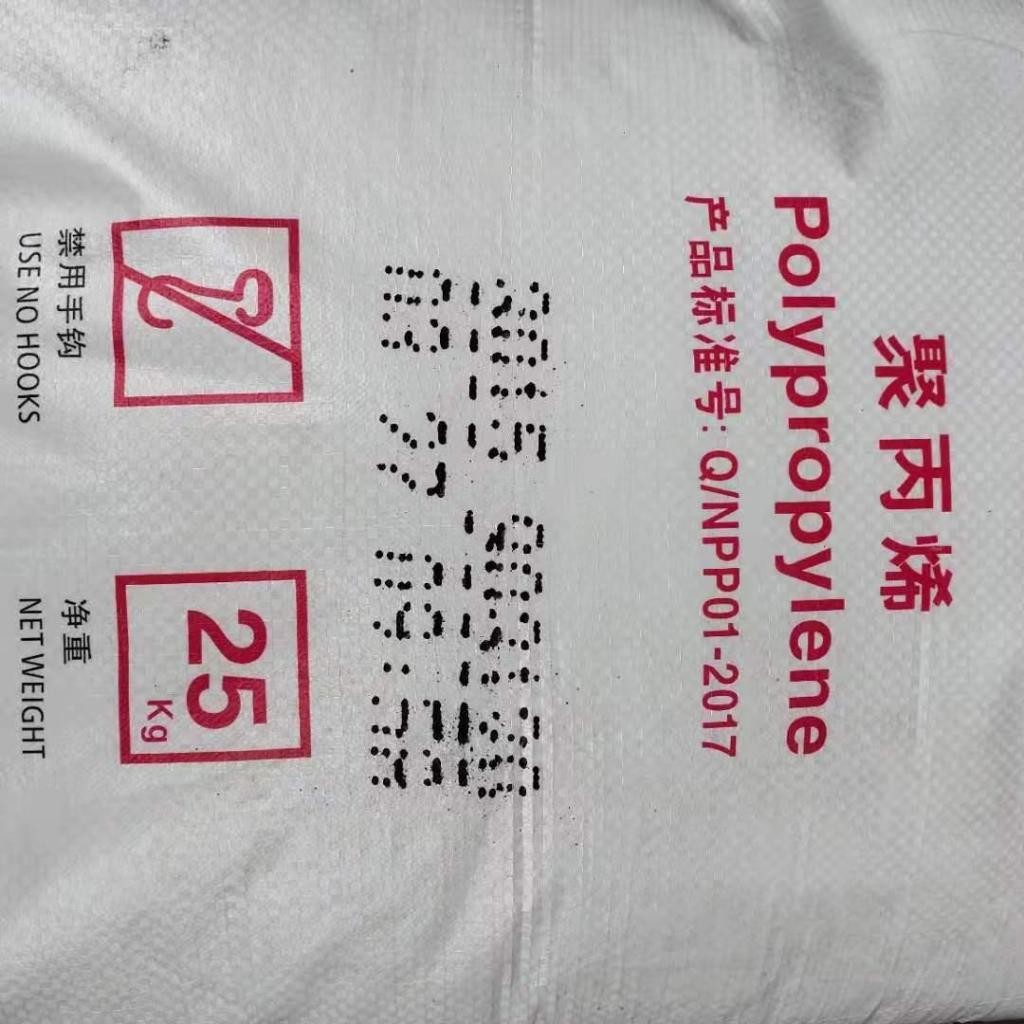 聚丙烯
Polypropylene
产品标准号: Q/NPP01-2017
25
Kg
禁用手钩
USE NO HOOKS
净重
NET WEIGHT